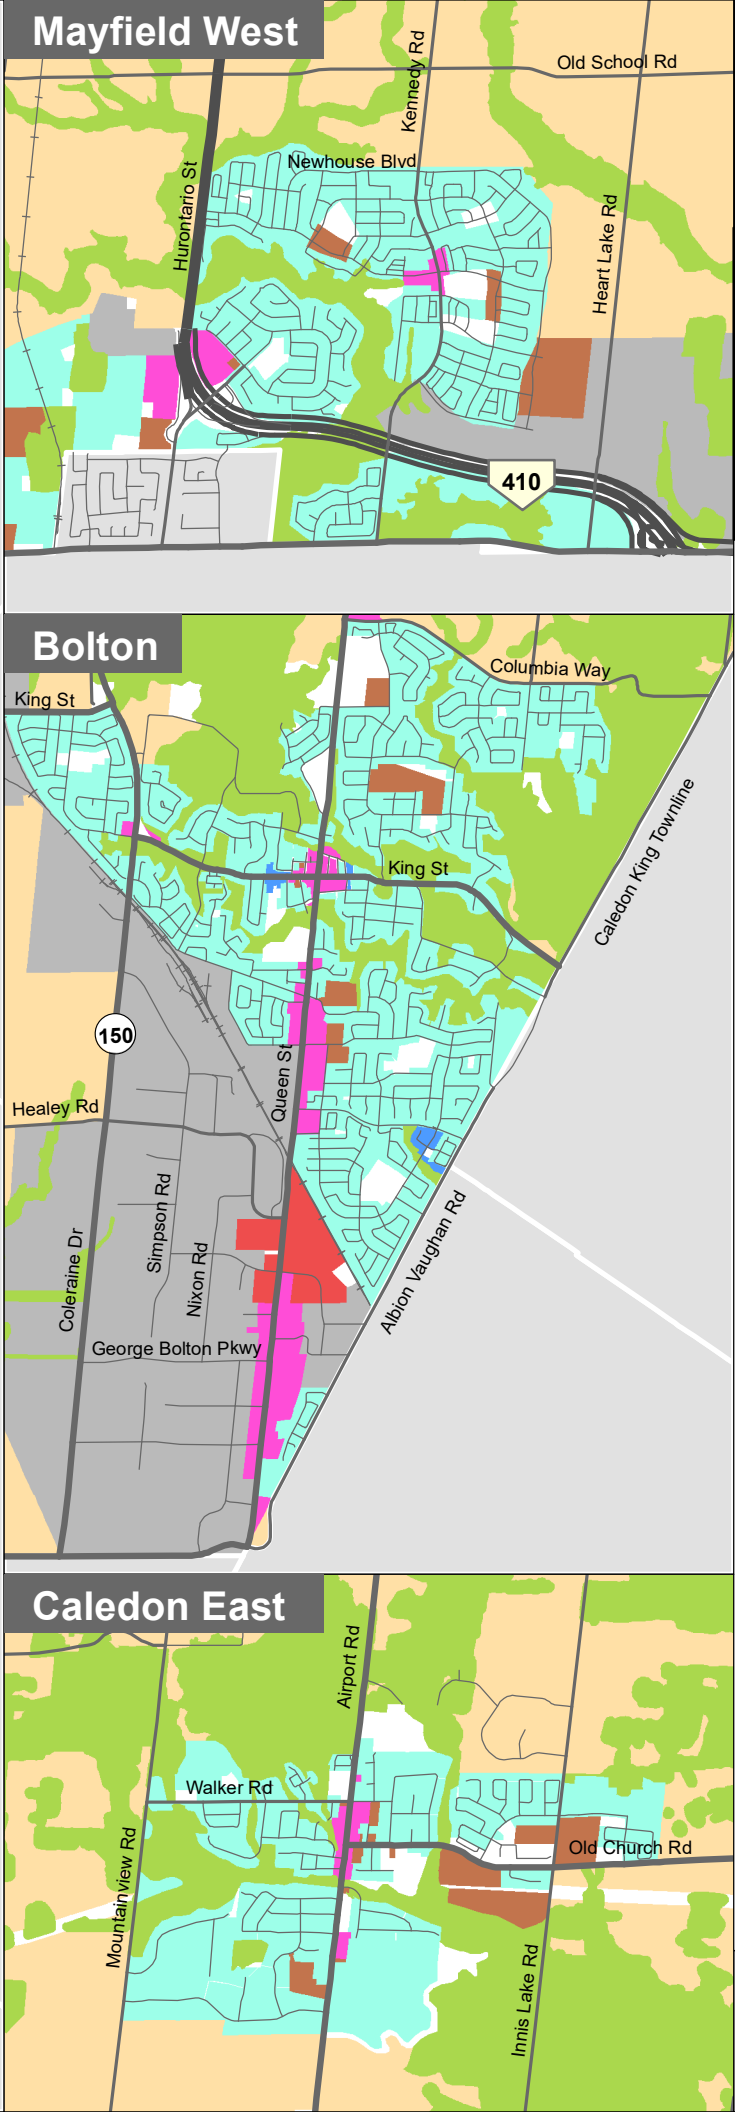 Mayfield West
Old School Rd
Kennedy Rd
Newhouse Blvd
Hurontario St
Heart Lake Rd
410
Bolton
Columbia Way
King St
Caledon King Townline
King St
150
Queen St
Healey Rd
Simpson Rd
Nixon Rd
Coleraine Dr
Albion Vaughan Rd
George Bolton Pkwy
Caledon East
Airport Rd
Walker Rd
Mountainview Rd
Old Church Rd
Innis Lake Rd